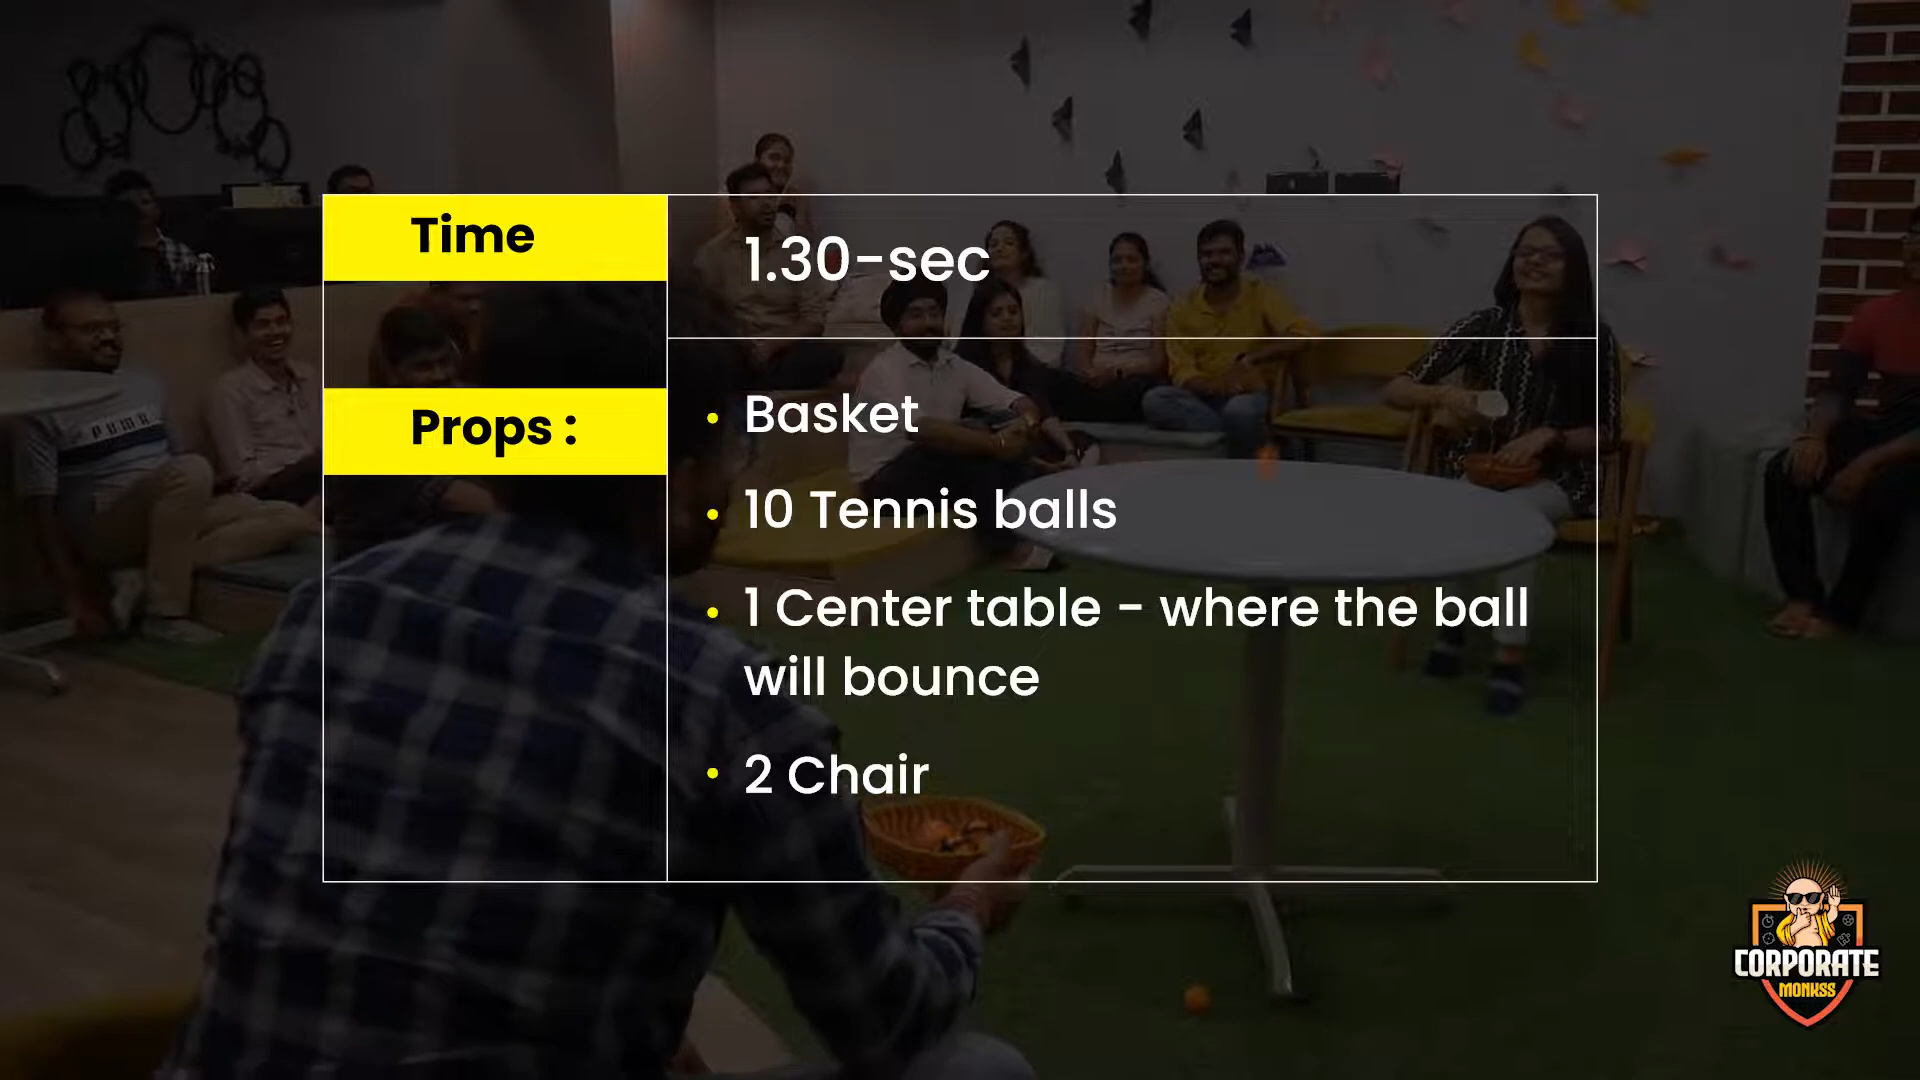 Time
1.30-sec
Props :
• Basket
• 10 Tennis balls
• 1 Center table - where the ball
will bounce
• 2 Chair
PUMA
CORPORATE
MONKSS